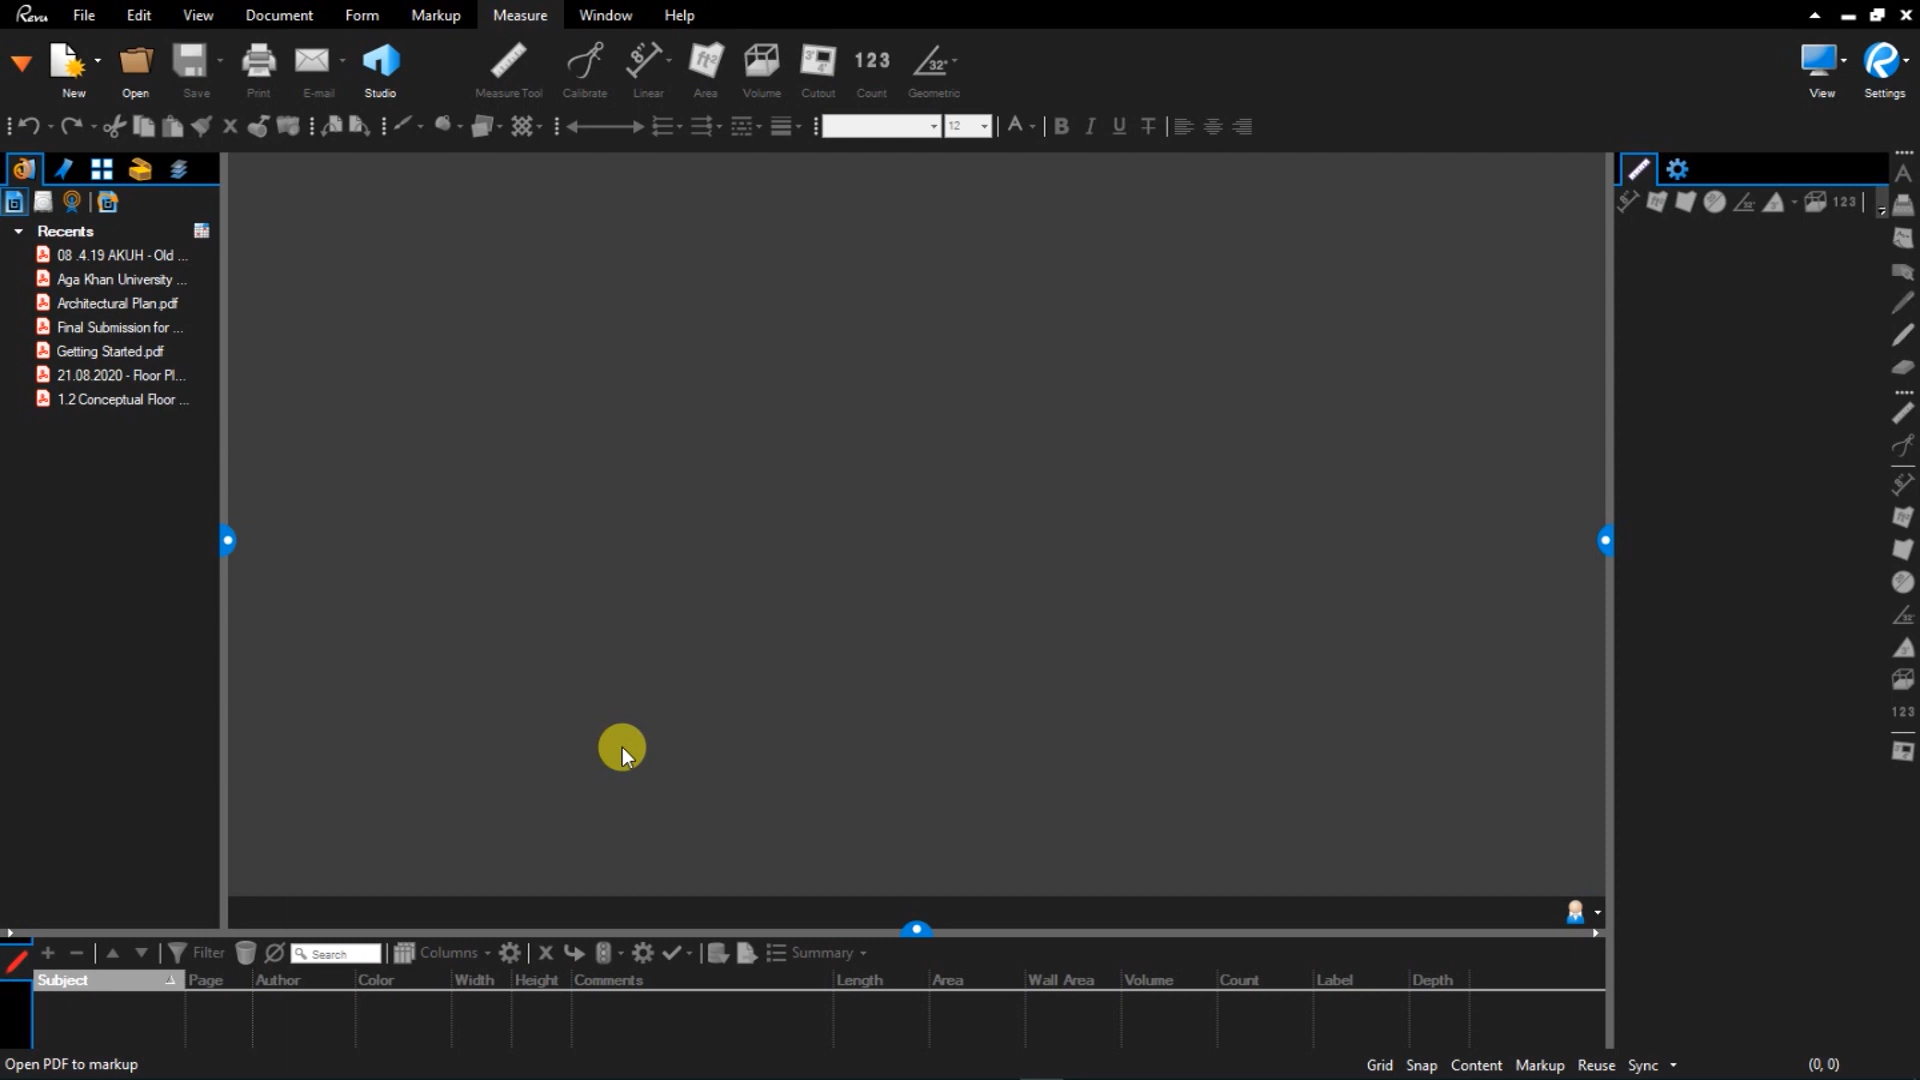 Revu File Edit View Document Form Markup Measure Window Help
New Open Save Print E-mail Studio Measure Tool Calibrate Linear Area Volume Cutout Count Geometric View Settings
12 A B I U T
Recents
08 .4.19 AKUH - Old ...
Aga Khan University ...
Architectural Plan.pdf
Final Submission for ...
Getting Started.pdf
21.08.2020 - Floor Pl...
1.2 Conceptual Floor ...
123
123
Filter Search Columns Summary
Subject Page Author Color Width Height Comments Length Area Wall Area Volume Count Label Depth
Open PDF to markup Grid Snap Content Markup Reuse Sync (0, 0)